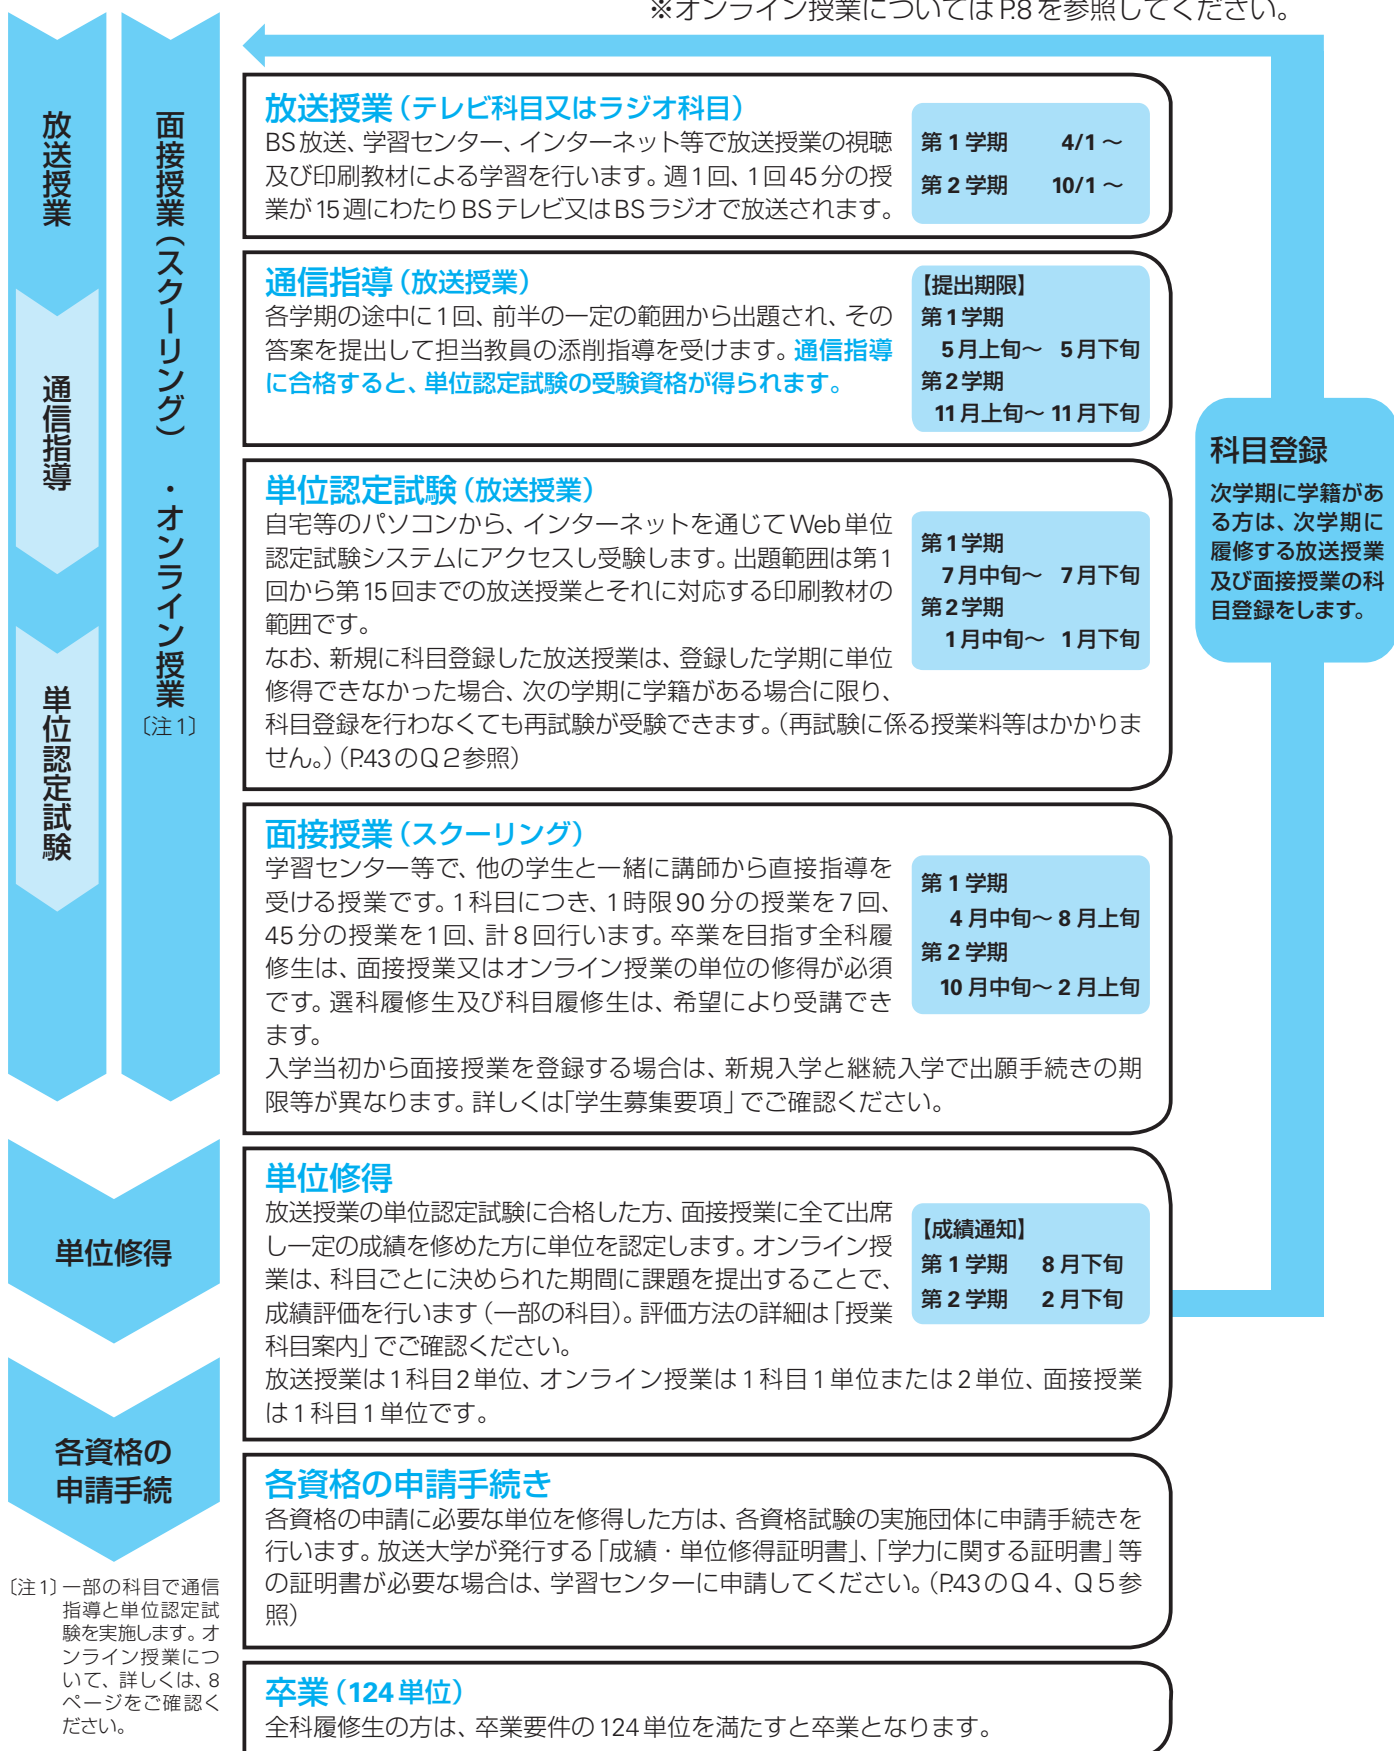 ※オンライン授業についてはP.8を参照してください。
放送授業
通信指導
単位認定試験
面接授業（スクーリング）・オンライン授業〔注1〕
放送授業（テレビ科目又はラジオ科目）
BS放送、学習センター、インターネット等で放送授業の視聴
及び印刷教材による学習を行います。週1回、1回45分の授
業が15週にわたりBSテレビ又はBSラジオで放送されます。
第1学期 4/1～
第2学期 10/1～
通信指導（放送授業）
各学期の途中に1回、前半の一定の範囲から出題され、その
答案を提出して担当教員の添削指導を受けます。通信指導
に合格すると、単位認定試験の受験資格が得られます。
【提出期限】
第1学期
5月上旬～ 5月下旬
第2学期
11月上旬～ 11月下旬
単位認定試験（放送授業）
自宅等のパソコンから、インターネットを通じてWeb単位
認定試験システムにアクセスし受験します。出題範囲は第1
回から第15回までの放送授業とそれに対応する印刷教材の
範囲です。
なお、新規に科目登録した放送授業は、登録した学期に単位
修得できなかった場合、次の学期に学籍がある場合に限り、
科目登録を行わなくても再試験が受験できます。（再試験に係る授業料等はかかりま
せん。）（P.43のQ2参照）
第1学期
7月中旬～ 7月下旬
第2学期
1月中旬～ 1月下旬
面接授業（スクーリング）
学習センター等で、他の学生と一緒に講師から直接指導を
受ける授業です。1科目につき、1時限90分の授業を7回、
45分の授業を1回、計8回行います。卒業を目指す全科履
修生は、面接授業又はオンライン授業の単位の修得が必須
です。選科履修生及び科目履修生は、希望により受講でき
ます。
入学当初から面接授業を登録する場合は、新規入学と継続入学で出願手続きの期
限等が異なります。詳しくは「学生募集要項」でご確認ください。
第1学期
4月中旬～8月上旬
第2学期
10月中旬～2月上旬
科目登録
次学期に学籍があ
る方は、次学期に
履修する放送授業
及び面接授業の科
目登録をします。
単位修得
単位修得
放送授業の単位認定試験に合格した方、面接授業に全て出席
し一定の成績を修めた方に単位を認定します。オンライン授
業は、科目ごとに決められた期間に課題を提出することで、
成績評価を行います（一部の科目）。評価方法の詳細は「授業
科目案内」でご確認ください。
放送授業は1科目2単位、オンライン授業は1科目1単位または2単位、面接授業
は1科目1単位です。
【成績通知】
第1学期 8月下旬
第2学期 2月下旬
各資格の
申請手続
各資格の申請手続き
各資格の申請に必要な単位を修得した方は、各資格試験の実施団体に申請手続きを
行います。放送大学が発行する「成績・単位修得証明書」、「学力に関する証明書」等
の証明書が必要な場合は、学習センターに申請してください。（P.43のQ4、Q5参
照）
〔注1〕一部の科目で通信
指導と単位認定試
験を実施します。オ
ンライン授業につ
いて、詳しくは、8
ページをご確認く
ださい。
卒業（124単位）
全科履修生の方は、卒業要件の124単位を満たすと卒業となります。